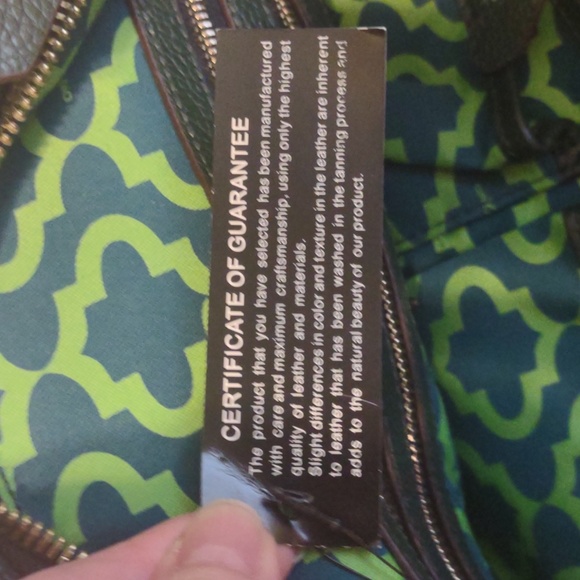 CERTIFICATE OF GUARANTEE
The product that you have selected has been manufactured
with care and maximum craftsmanship, using only the highest
quality of leather and materials.
Slight differences in color and texture in the leather are inherent
to leather that has been washed in the tanning process and
adds to the natural beauty of our product.